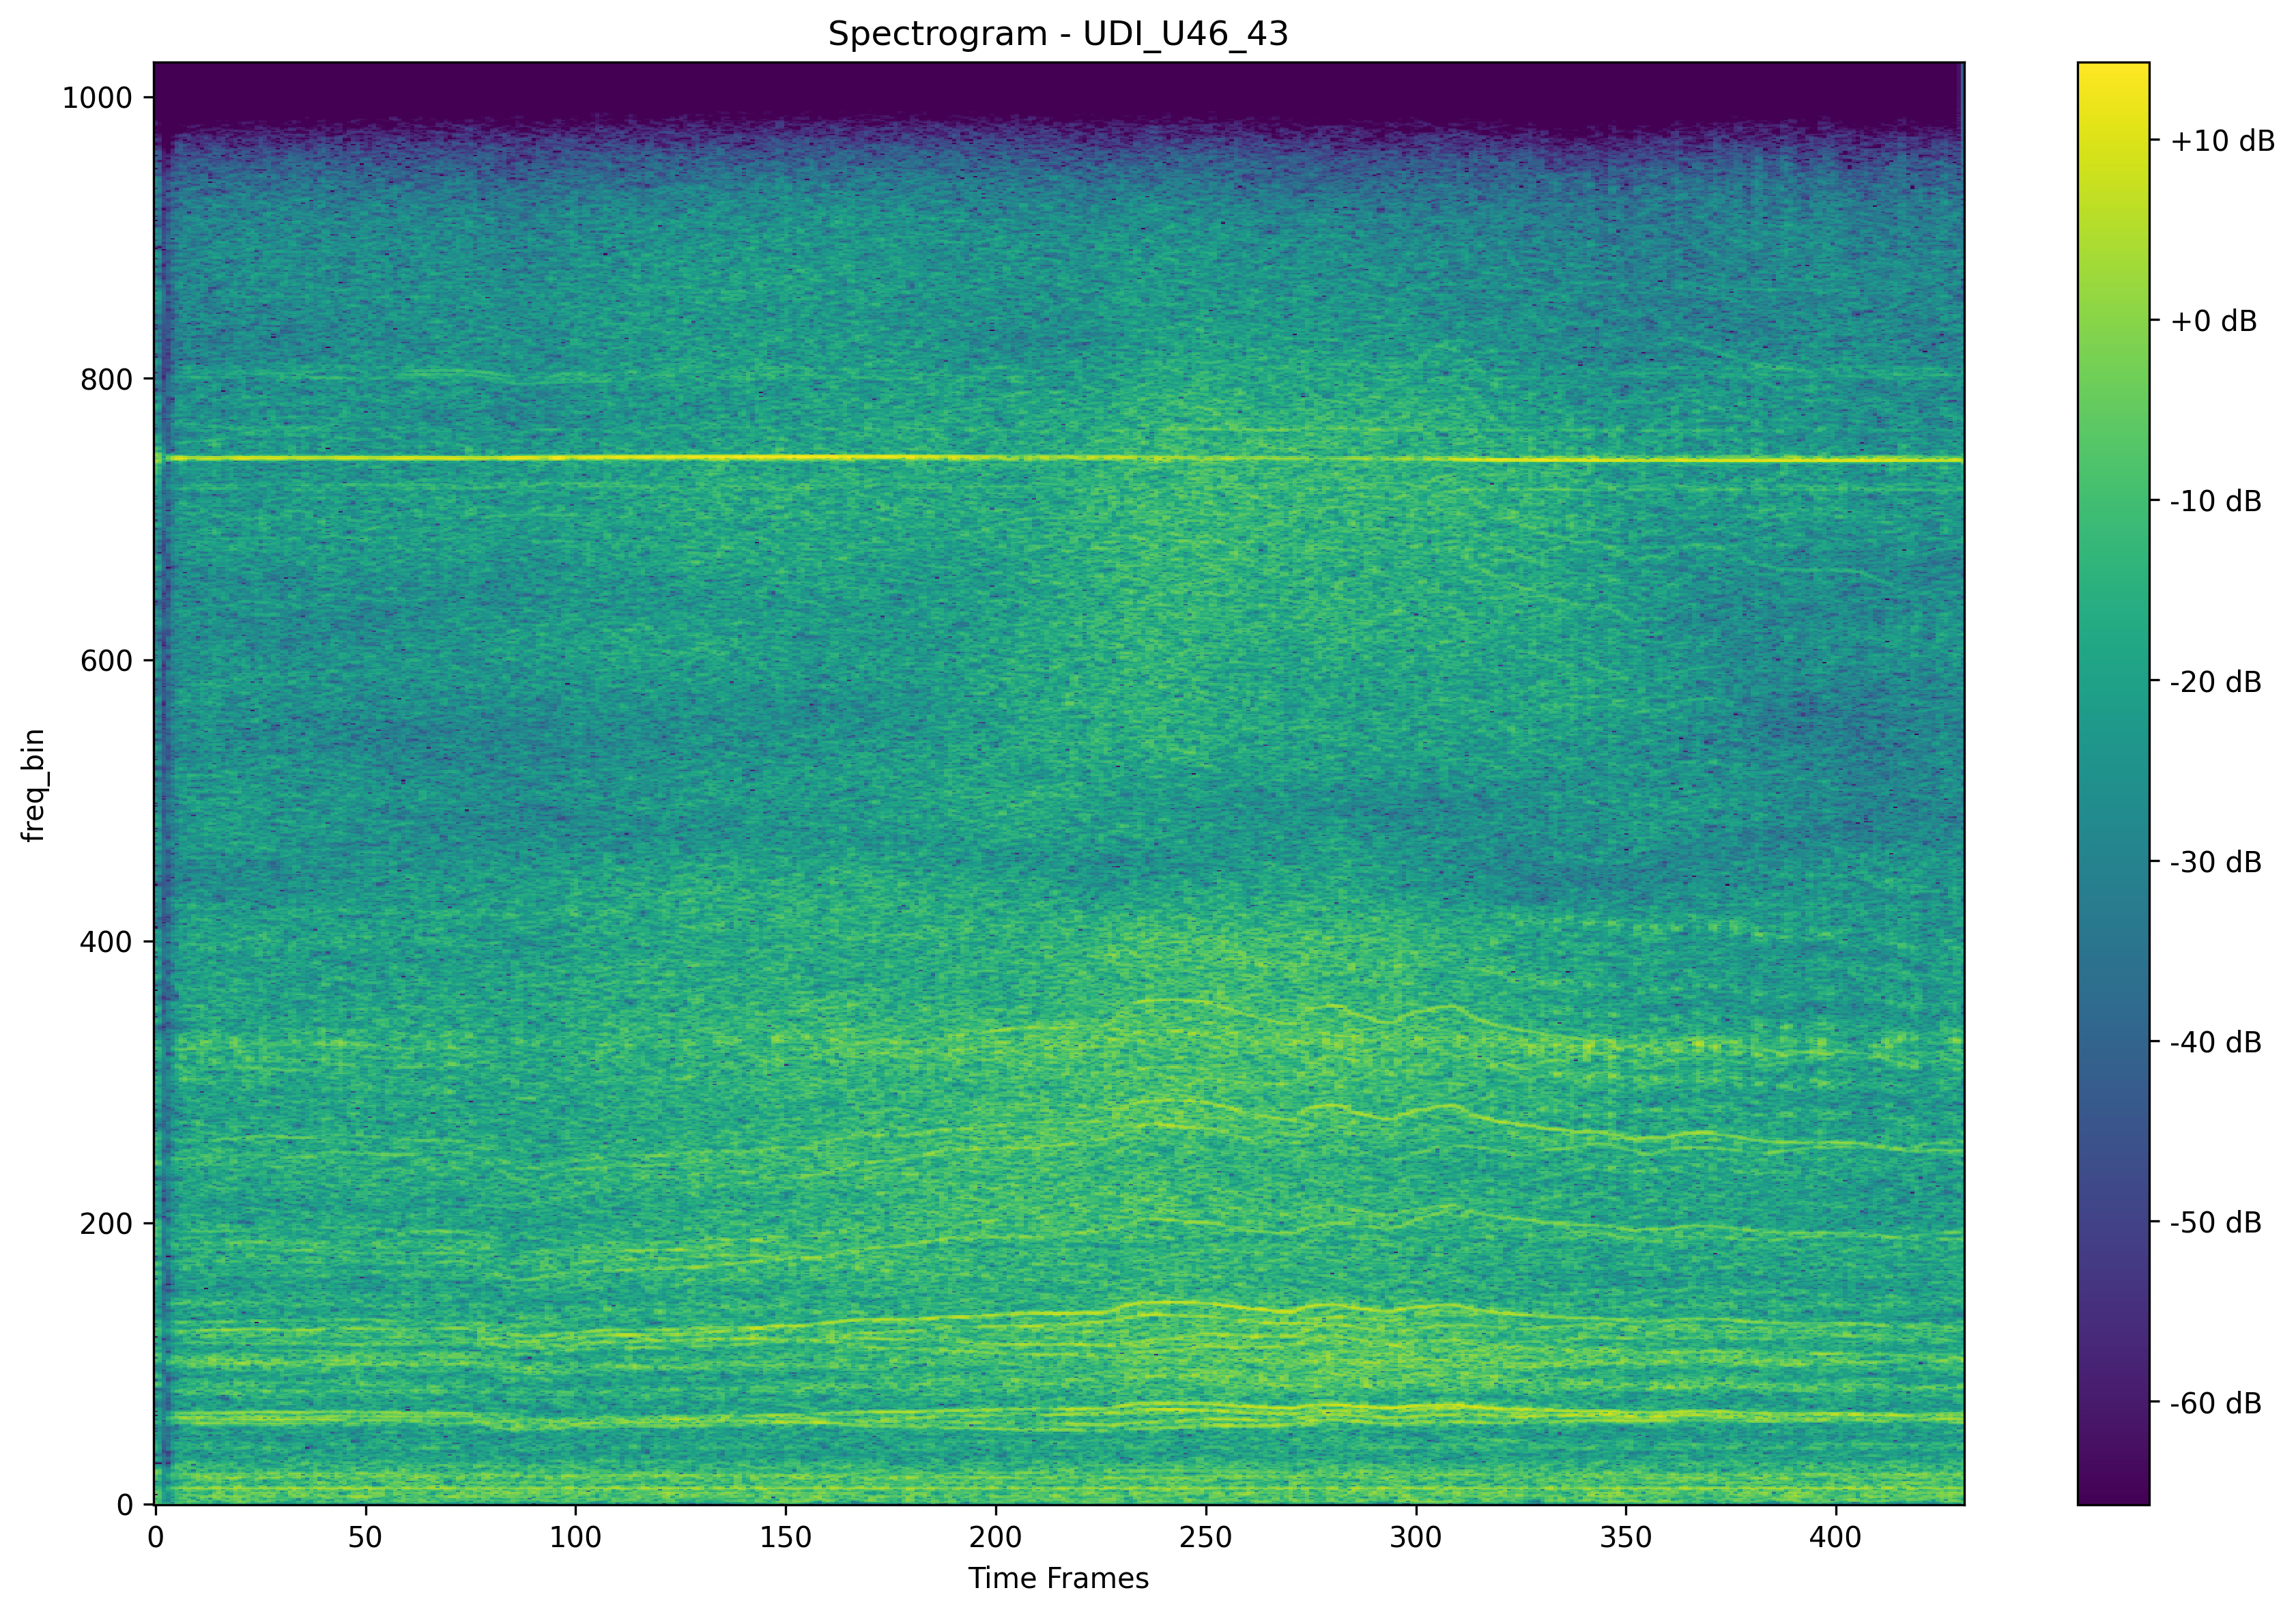 Spectrogram - UDI_U46_43
1000
800
600
400
200
0
freq_bin
0 50 100 150 200 250 300 350 400
Time Frames
+10 dB
+0 dB
-10 dB
-20 dB
-30 dB
-40 dB
-50 dB
-60 dB